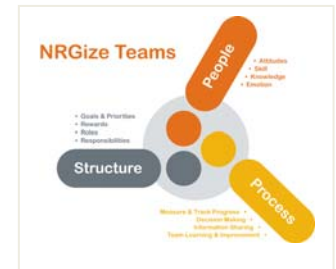 NRGize Teams
People
• Attitudes
• Skill
• Knowledge
• Emotion
• Goals & Priorities
• Rewards
• Roles
• Responsibilities
Structure
Process
Measure & Track Progress •
Decision Making •
Information Sharing •
Team Learning & Improvement •